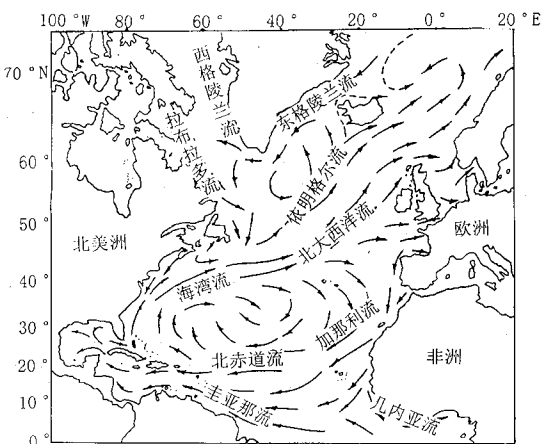 100 °W
80 °
60 °
40 °
20 °
0 °
20 °E
70 °N
60 °
50 °
40 °
30 °
20 °
10 °
0 °
西格陵兰流
东格陵兰流
拉布拉多流
依明格尔流
北大西洋流
北美洲
欧洲
海湾流
加那利流
北赤道流
非洲
圭亚那流
几内亚流